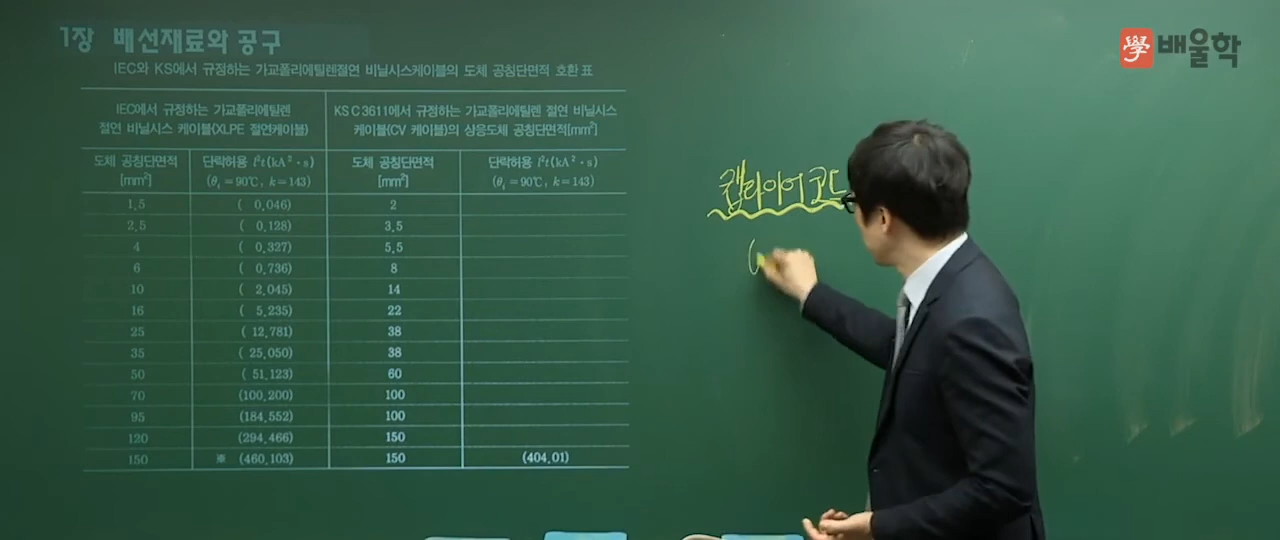 1장 배선재료와 공구
學 배울학
IEC와 KS에서 규정하는 가교폴리에틸렌절연 비닐시스케이블의 도체 공칭단면적 호환 표
IEC에서 규정하는 가교폴리에틸렌
절연 비닐시스 케이블(XLPE 절연케이블)
KS C 3611에서 규정하는 가교폴리에틸렌 절연 비닐시스
케이블(CV 케이블)의 상응도체 공칭단면적[mm²]
도체 공칭단면적
[mm²]
단락허용 I²t(kA²·s)
(θ₁=90℃, k=143)
도체 공칭단면적
[mm²]
단락허용 I²t(kA²·s)
(θ₁=90℃, k=143)
1.5 ( 0.046) 2
2.5 ( 0.128) 3.5
4 ( 0.327) 5.5
6 ( 0.736) 8
10 ( 2.045) 14
16 ( 5.235) 22
25 ( 12.781) 38
35 ( 25.050) 38
50 ( 51.123) 60
70 (100.200) 100
95 (184.552) 100
120 (294.466) 150
150 ※ (460.103) 150 (404.01)
캡타이어 코드